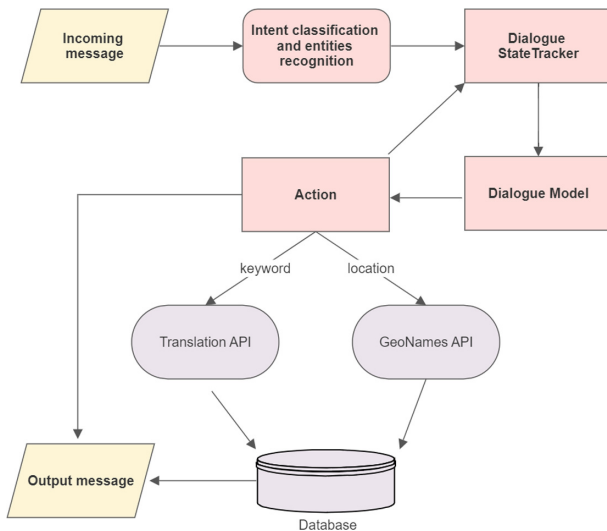 Incoming
message
Intent classification
and entities
recognition
Dialogue
StateTracker
Action
Dialogue Model
keyword
location
Translation API
GeoNames API
Output message
Database